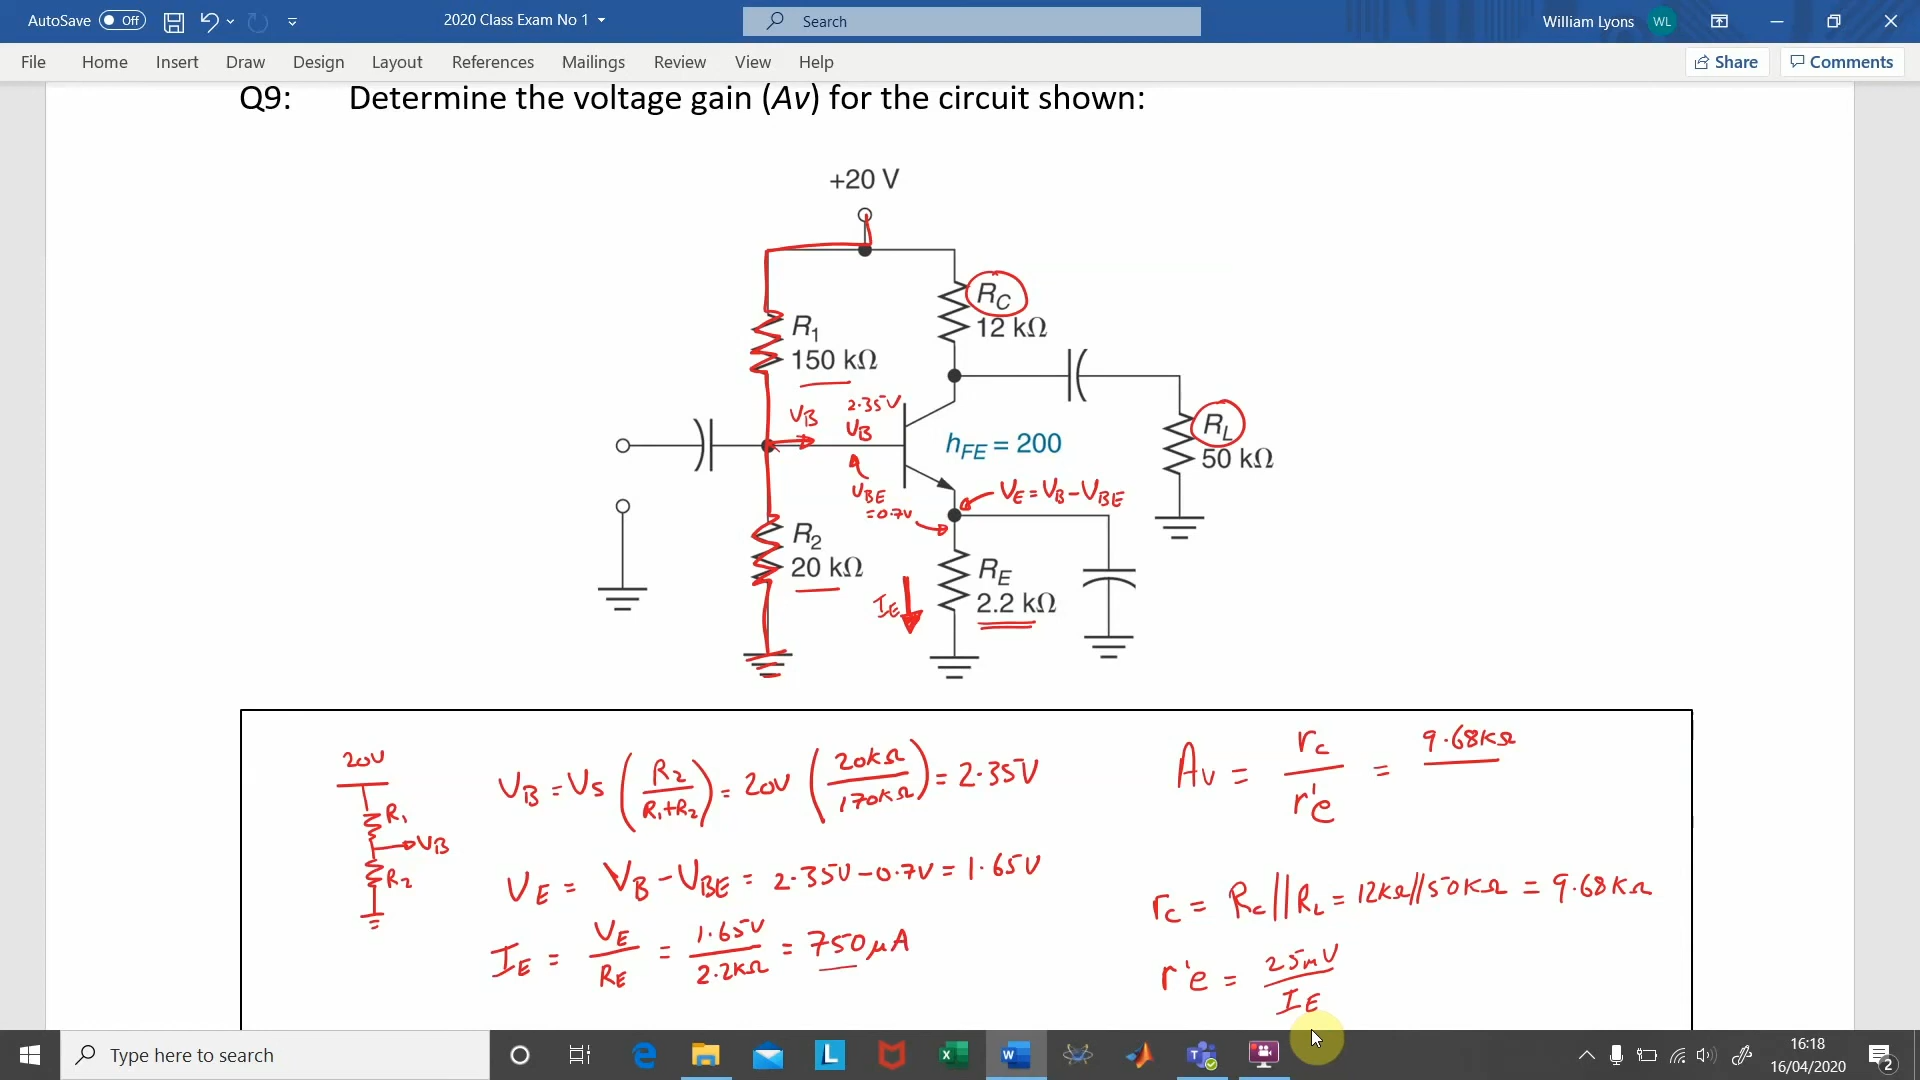 AutoSave Off 2020 Class Exam No 1 Search William Lyons WL
File Home Insert Draw Design Layout References Mailings Review View Help Share Comments
Q9: Determine the voltage gain (Av) for the circuit shown:
+20 V
RC
12 kΩ
R1
150 kΩ
VB
2.35V
VB
hFE = 200
RL
50 kΩ
VBE
=0.7V
VE = VB - VBE
R2
20 kΩ
IE
RE
2.2 kΩ
20V
R1
VB
R2
VB = VS (R2 / R1+R2) = 20V (20kΩ / 170kΩ) = 2.35V
VE = VB - VBE = 2.35V - 0.7V = 1.65V
IE = VE / RE = 1.65V / 2.2kΩ = 750µA
Av = rc / r'e = 9.68kΩ
rc = Rc//RL = 12kΩ//50kΩ = 9.68kΩ
r'e = 25mV / IE
Type here to search
L
16:18
16/04/2020
2